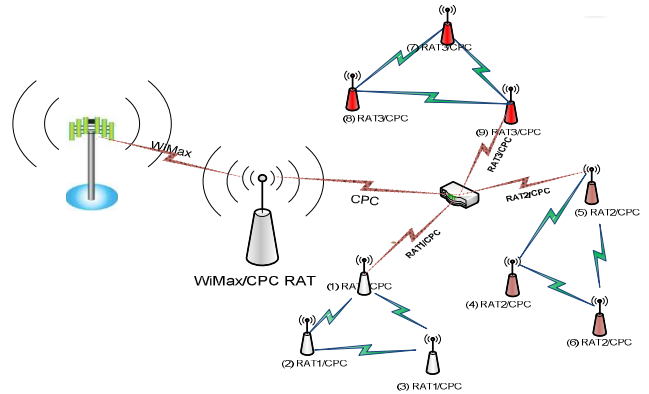 (7) RAT3/CPC
(8) RAT3/CPC
(9) RAT3/CPC
WiMax
RAT3/CPC
CPC
RAT2/CPC
(5) RAT2/CPC
RAT1/CPC
WiMax/CPC RAT
(1) RAT /CPC
(4) RAT2/CPC
(6) RAT2/CPC
(2) RAT1/CPC
(3) RAT1/CPC